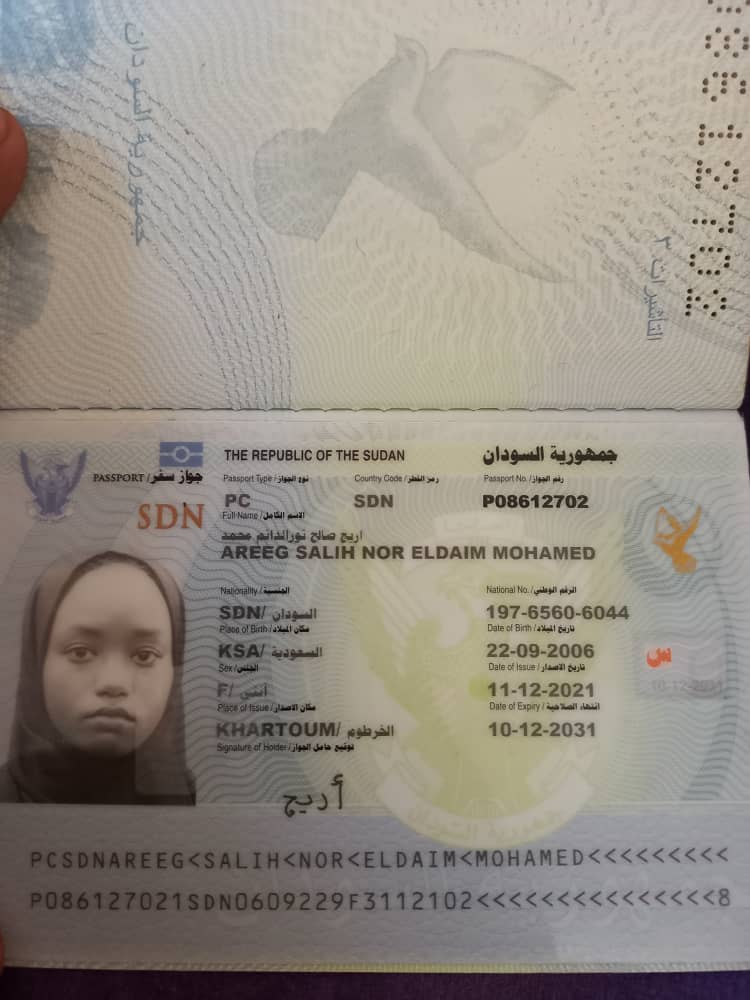 جمهورية السودان
التأشيرات ٣
THE REPUBLIC OF THE SUDAN جمهورية السودان
PASSPORT / جواز سفر
Passport Type / نوع الجواز Country Code / رمز القطر Passport No. / رقم الجواز
PC SDN P08612702
SDN
Full Name / الاسم الكامل
اريج صالح نورالدائم محمد
AREEG SALIH NOR ELDAIM MOHAMED
Nationality / الجنسية National No. / الرقم الوطني
SDN/ السودان 197-6560-6044
Place of Birth / مكان الميلاد Date of Birth / تاريخ الميلاد
KSA/ السعودية 22-09-2006
س
Sex / الجنس Date of Issue / تاريخ الاصدار
F/ أنثى 11-12-2021 10-12-2031
Place of Issue / مكان الاصدار Date of Expiry / انتهاء الصلاحية
KHARTOUM/ الخرطوم 10-12-2031
Signature of Holder / توقيع حامل الجواز
أريج
جمهورية السودان
PCSDNAREEG<SALIH<NOR<ELDAIM<MOHAMED<<<<<<<<<
P086127021SDN0609229F3112102<<<<<<<<<<<<<<<8